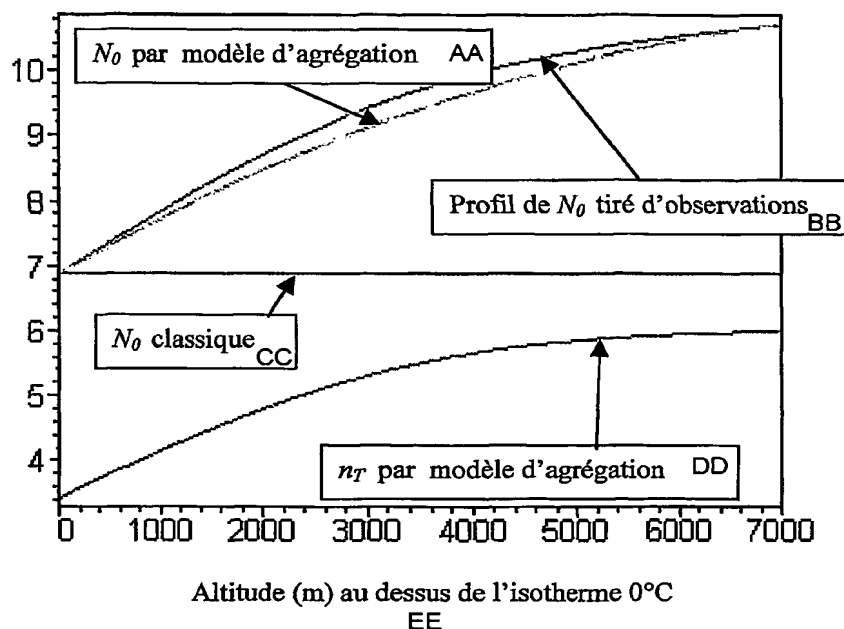 N₀ par modèle d'agrégation AA
10
9
Profil de N₀ tiré d'observations BB
8
7
N₀ classique CC
6
5
n_T par modèle d'agrégation DD
4
0 1000 2000 3000 4000 5000 6000 7000
Altitude (m) au dessus de l'isotherme 0°C
EE